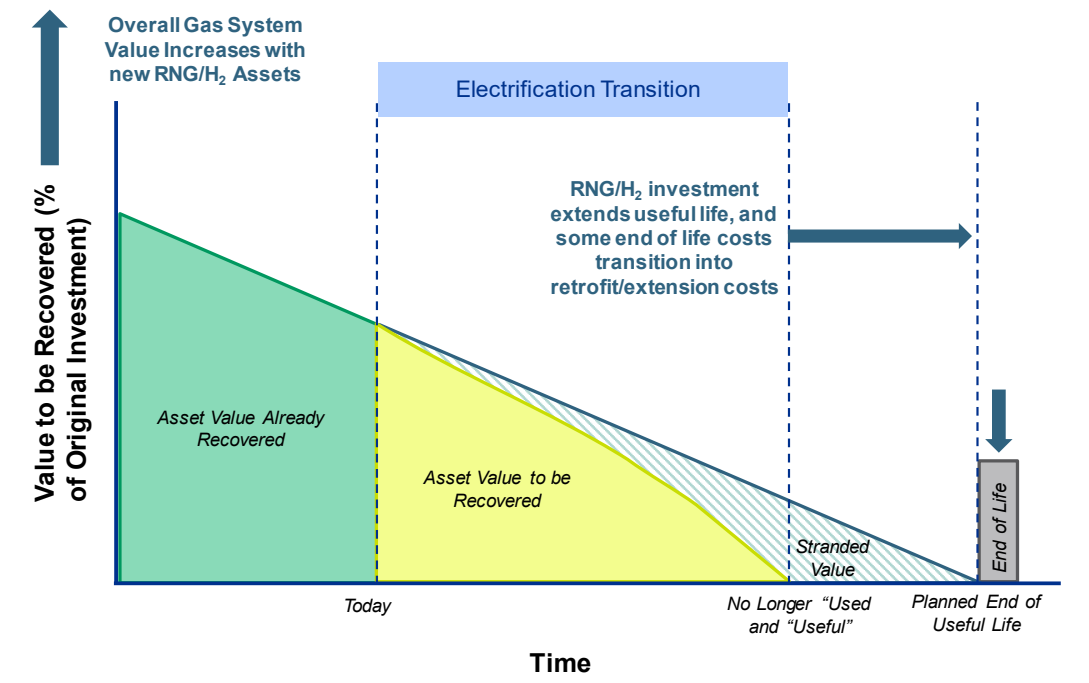 Overall Gas System
Value Increases with
new RNG/H₂ Assets
Electrification Transition
RNG/H₂ investment
extends useful life, and
some end of life costs
transition into
retrofit/extension costs
Value to be Recovered (%
of Original Investment)
Asset Value Already
Recovered
Asset Value to be
Recovered
Stranded
Value
End of Life
Today
No Longer “Used
and “Useful”
Planned End of
Useful Life
Time